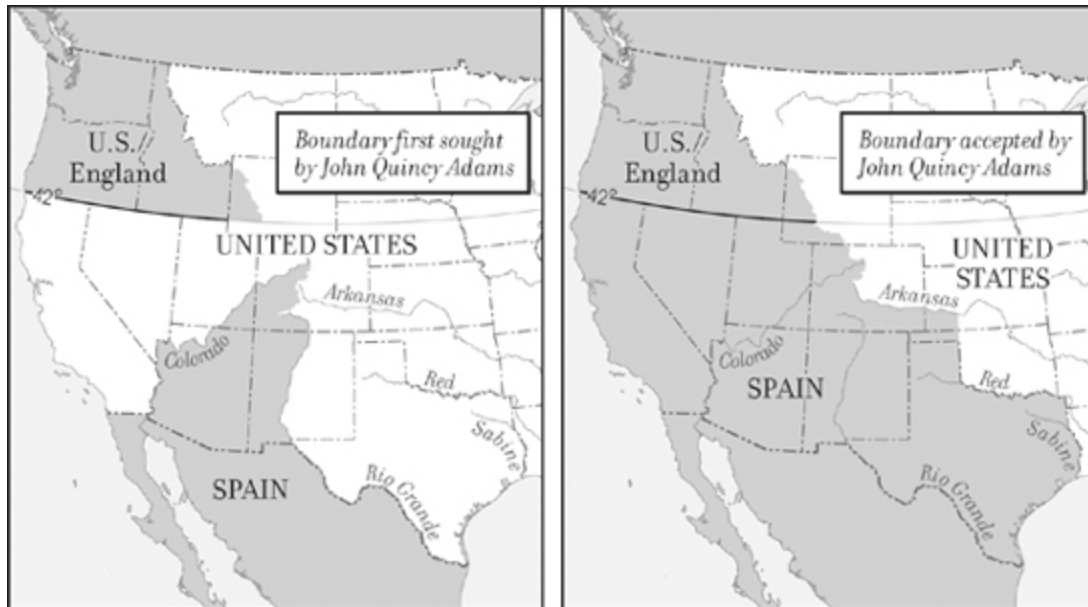 Boundary first sought
by John Quincy Adams
U.S./
England
42°
UNITED STATES
Arkansas
Colorado
Red
Sabine
SPAIN
Rio Grande
Boundary accepted by
John Quincy Adams
U.S./
England
42°
UNITED
STATES
Arkansas
Colorado
SPAIN
Red
Sabine
Rio Grande